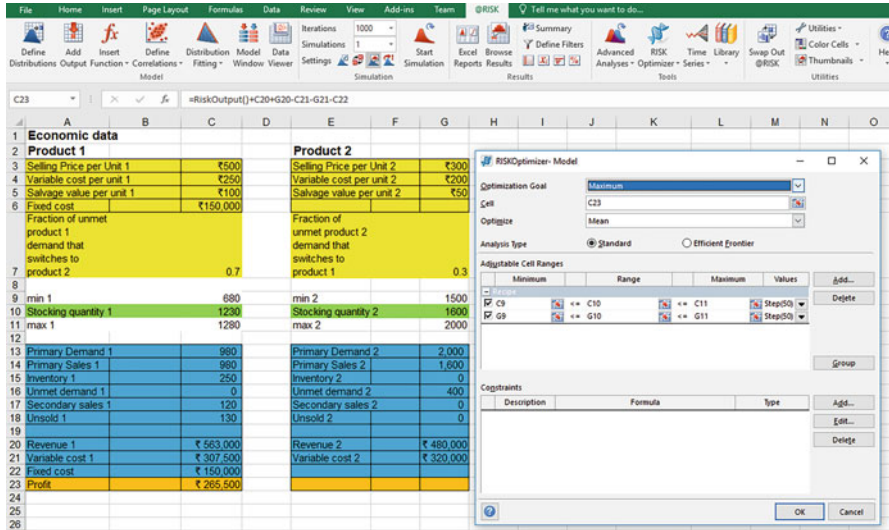 File Home Insert Page Layout Formulas Data Review View Add-ins Team @RISK Tell me what you want to do...
Define Distributions Add Output Insert Function Define Correlations Distribution Fitting Model Window Data Viewer
Iterations 1000
Simulations 1
Settings
Start Simulation Excel Reports Browse Results
Summary
Define Filters
Advanced Analyses RISK Optimizer Time Series Library Swap Out @RISK
Utilities
Color Cells
Thumbnails
He
Model Simulation Results Tools Utilities
C23 fx =RiskOutput()+C20+G20-C21-G21-C22
A B C D E F G H I J K L M N O
1 Economic data
2 Product 1 Product 2
3 Selling Price per Unit 1 ₹500 Selling Price per Unit 2 ₹300
4 Variable cost per unit 1 ₹250 Variable cost per unit 2 ₹200
5 Salvage value per unit 1 ₹100 Salvage value per unit 2 ₹50
6 Fixed cost ₹150,000
Fraction of unmet Fraction of
product 1 unmet product 2
demand that demand that
switches to switches to
7 product 2 0.7 product 1 0.3
8
9 min 1 680 min 2 1500
10 Stocking quantity 1 1230 Stocking quantity 2 1600
11 max 1 1280 max 2 2000
12
13 Primary Demand 1 980 Primary Demand 2 2,000
14 Primary Sales 1 980 Primary Sales 2 1,600
15 Inventory 1 250 Inventory 2 0
16 Unmet demand 1 0 Unmet demand 2 400
17 Secondary sales 1 120 Secondary sales 2 0
18 Unsold 1 130 Unsold 2 0
19
20 Revenue 1 ₹ 563,000 Revenue 2 ₹ 480,000
21 Variable cost 1 ₹ 307,500 Variable cost 2 ₹ 320,000
22 Fixed cost ₹ 150,000
23 Profit ₹ 265,500
24
25
26
RISKOptimizer- Model
Optimization Goal Maximum
Cell C23
Optimize Mean
Analysis Type Standard Efficient Frontier
Adjustable Cell Ranges
Minimum Range Maximum Values Add...
Recipe
C9 <= C10 <= C11 Step(50) Delete
G9 <= G10 <= G11 Step(50)
Group
Constraints
Description Formula Type Add...
Edit...
Delete
OK Cancel